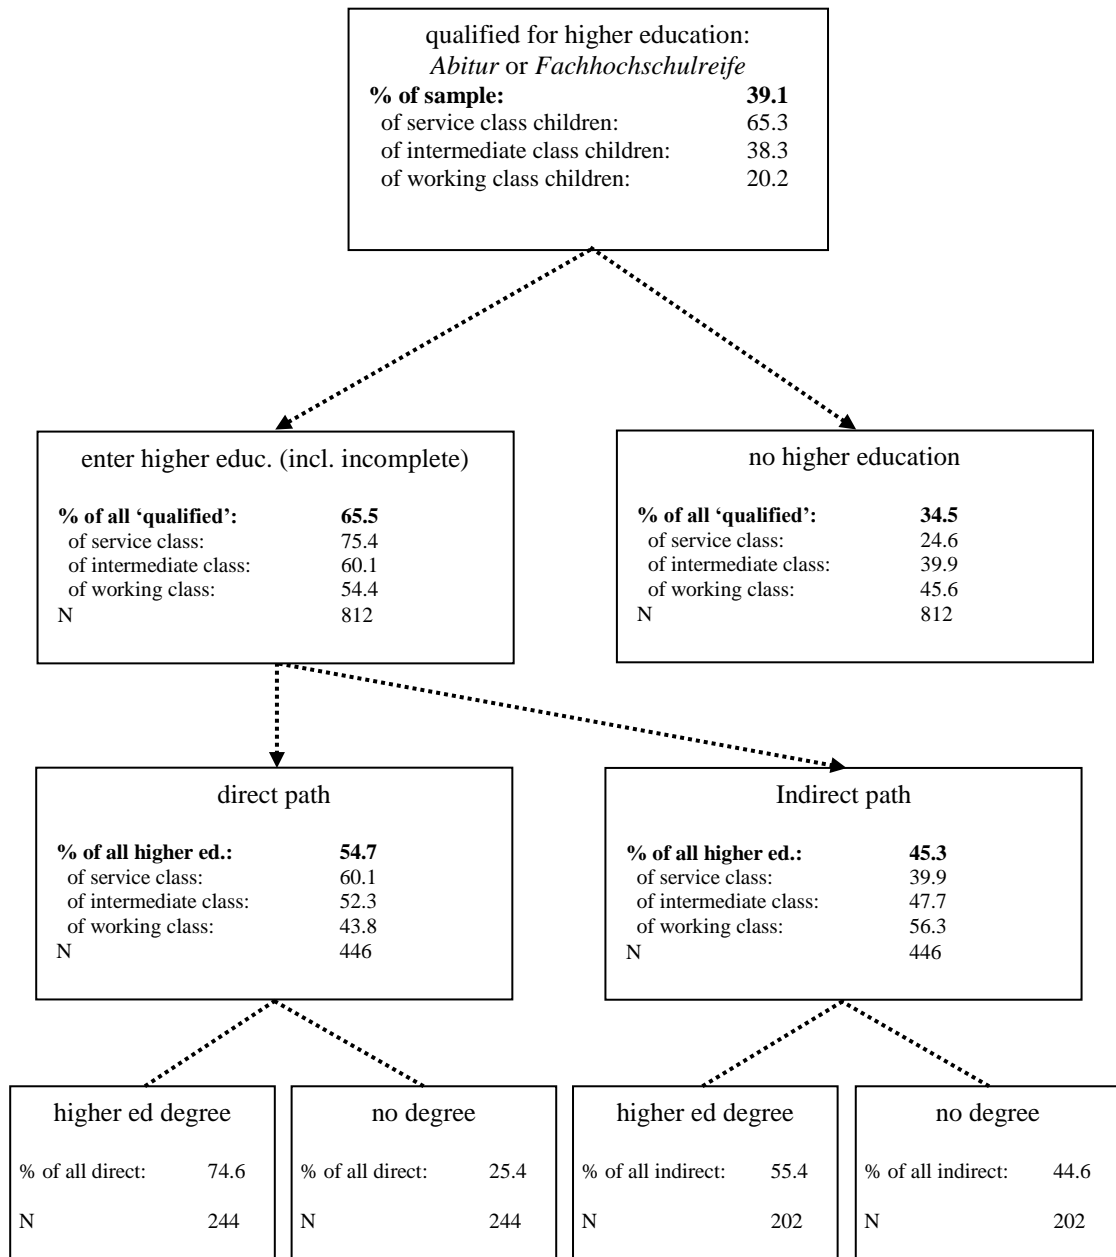 qualified for higher education:
Abitur or Fachhochschulreife
% of sample: 39.1
of service class children: 65.3
of intermediate class children: 38.3
of working class children: 20.2
enter higher educ. (incl. incomplete)
% of all ‘qualified’: 65.5
of service class: 75.4
of intermediate class: 60.1
of working class: 54.4
N 812
no higher education
% of all ‘qualified’: 34.5
of service class: 24.6
of intermediate class: 39.9
of working class: 45.6
N 812
direct path
% of all higher ed.: 54.7
of service class: 60.1
of intermediate class: 52.3
of working class: 43.8
N 446
Indirect path
% of all higher ed.: 45.3
of service class: 39.9
of intermediate class: 47.7
of working class: 56.3
N 446
higher ed degree
% of all direct: 74.6
N 244
no degree
% of all direct: 25.4
N 244
higher ed degree
% of all indirect: 55.4
N 202
no degree
% of all indirect: 44.6
N 202